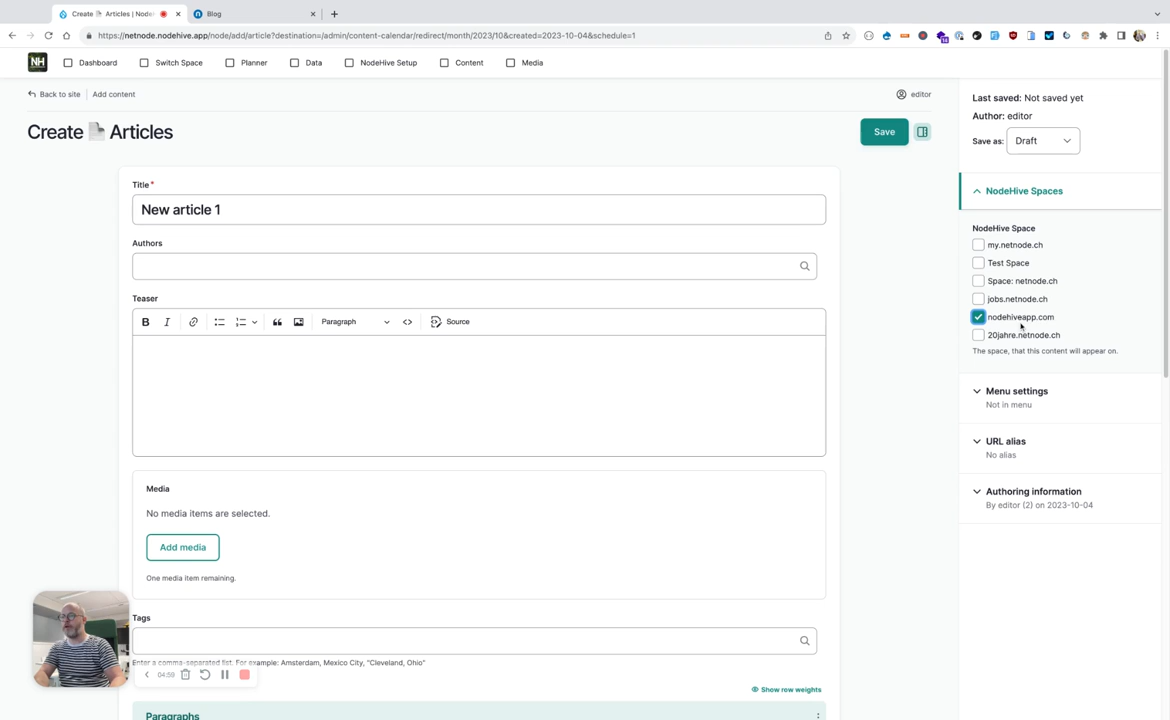 Create Articles | Node
Blog
https://netnode.nodehive.app/node/add/article?destination=/admin/content-calendar/redirect/month/2023/10&created=2023-10-04&schedule=1
NH
Dashboard
Switch Space
Planner
Data
NodeHive Setup
Content
Media
Back to site
Add content
editor
Create Articles
Save
Last saved: Not saved yet
Author: editor
Save as: Draft
NodeHive Spaces
NodeHive Space
my.netnode.ch
Test Space
Space: netnode.ch
jobs.netnode.ch
nodehiveapp.com
20jahre.netnode.ch
The space, that this content will appear on.
Menu settings
Not in menu
URL alias
No alias
Authoring information
By editor (2) on 2023-10-04
Title*
New article 1
Authors
Teaser
B I Paragraph Source
Media
No media items are selected.
Add media
One media item remaining.
Tags
Enter a comma-separated list. For example: Amsterdam, Mexico City, "Cleveland, Ohio"
04:59
Show row weights
Paragraphs